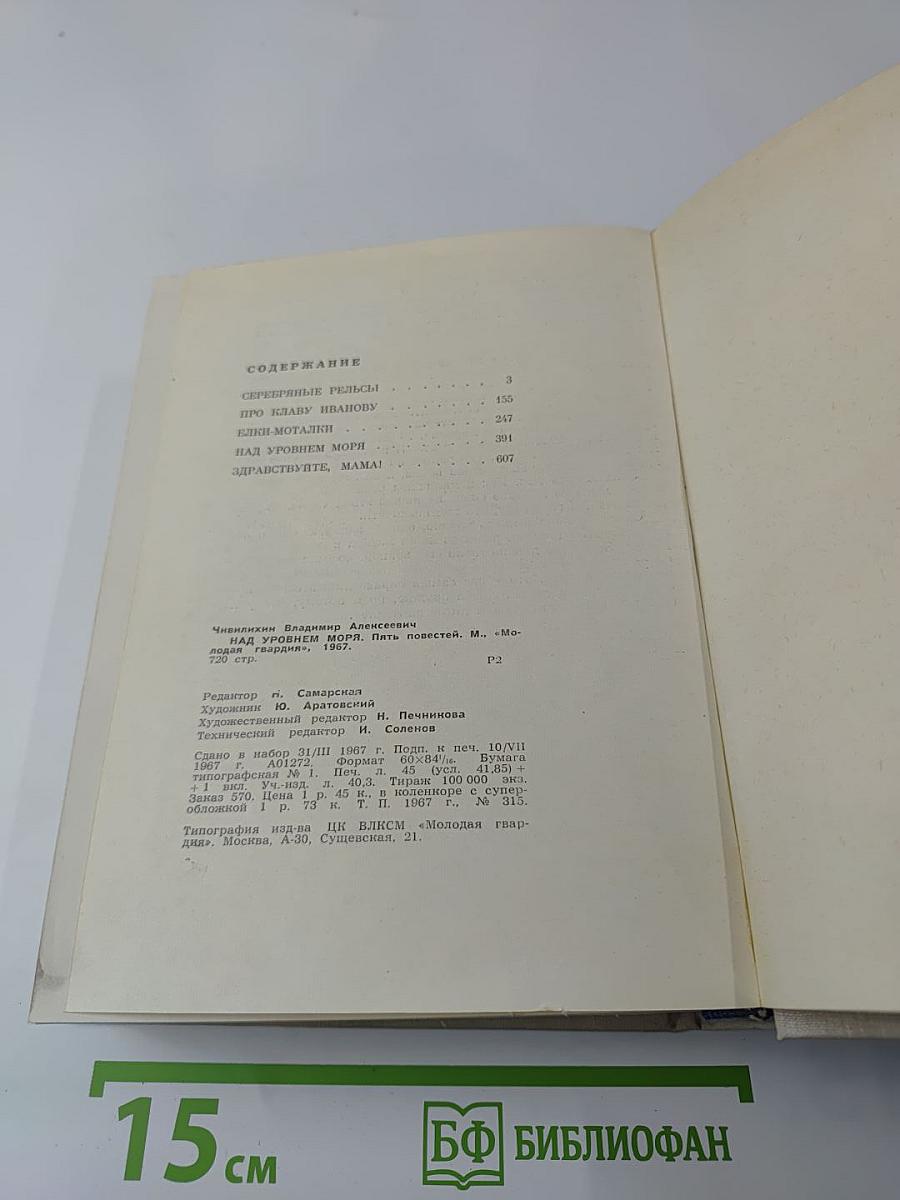 СОДЕРЖАНИЕ
СЕРЕБРЯНЫЕ РЕЛЬСЫ . . . . . . . 3
ПРО КЛАВУ ИВАНОВУ . . . . . . . 155
ЕЛКИ-МОТАЛКИ . . . . . . . . . 247
НАД УРОВНЕМ МОРЯ . . . . . . . . 391
ЗДРАВСТВУЙТЕ, МАМА! . . . . . . 607
Чивилихин Владимир Алексеевич
НАД УРОВНЕМ МОРЯ. Пять повестей. М., «Мо-
лодая гвардия», 1967.
720 стр. Р2
Редактор Самарская
Художник Ю. Аратовский
Художественный редактор Н. Печникова
Технический редактор И. Соленов
Сдано в набор 31/III 1967 г. Подп. к печ. 10/VII
1967 г. А01272. Формат 60×84¹/₁₆. Бумага
типографская № 1. Печ. л. 45 (усл. 41,85) +
+ 1 вкл. Уч.-изд. л. 40,3. Тираж 100 000 экз.
Заказ 570. Цена 1 р. 45 к., в коленкоре с супер-
обложкой 1 р. 73 к. Т. П. 1967 г., № 315.
Типография изд-ва ЦК ВЛКСМ «Молодая гвар-
дия». Москва, А-30, Сущевская, 21.
15 см
БФ БИБЛИОФАН